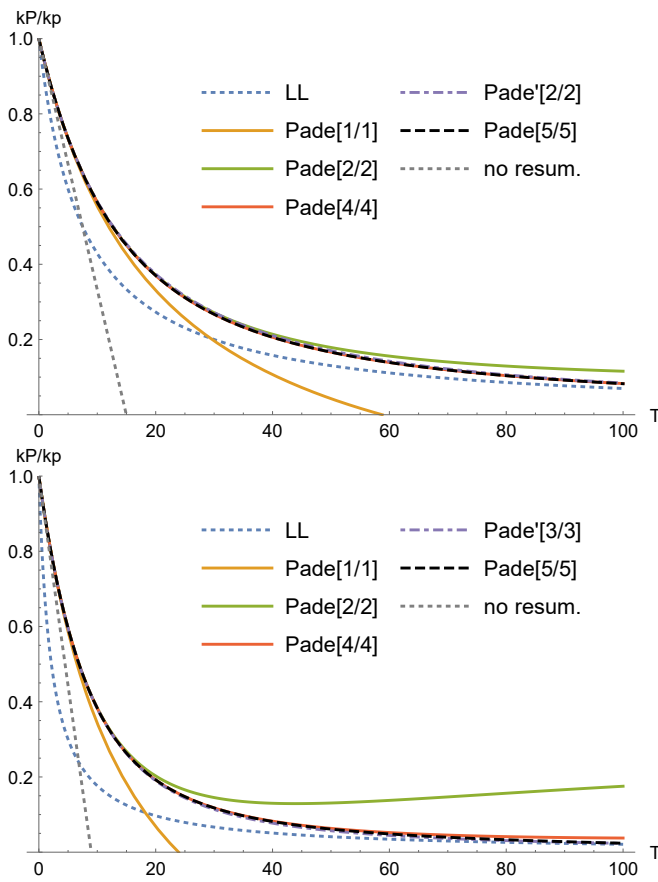 kP/kp
1.0
LL
Pade'[2/2]
0.8
Pade[1/1]
Pade[5/5]
Pade[2/2]
no resum.
0.6
Pade[4/4]
0.4
0.2
T
0
20
40
60
80
100
kP/kp
1.0
LL
Pade'[3/3]
0.8
Pade[1/1]
Pade[5/5]
Pade[2/2]
no resum.
0.6
Pade[4/4]
0.4
0.2
T
0
20
40
60
80
100